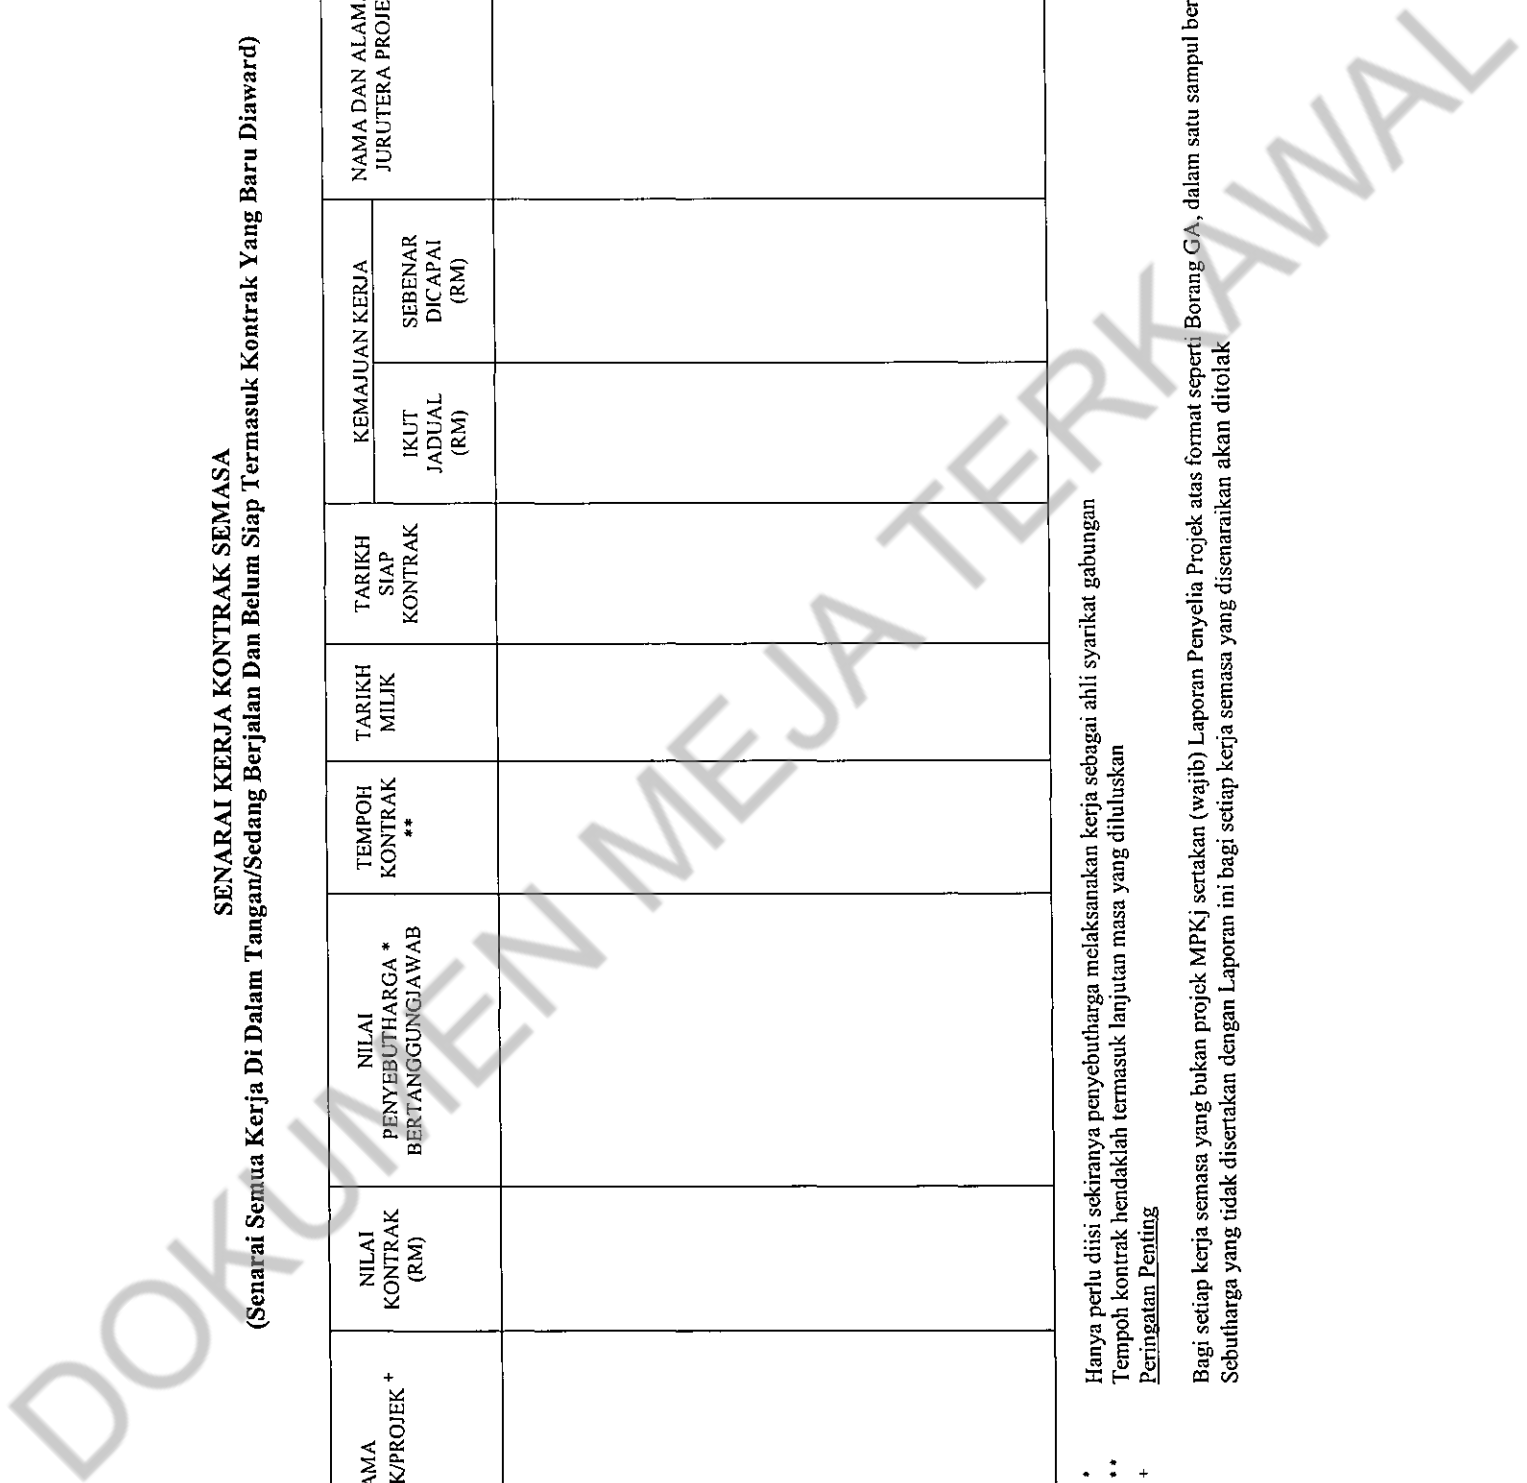 SENARAI KERJA KONTRAK SEMASA
(Senarai Semua Kerja Di Dalam Tangan/Sedang Berjalan Dan Belum Siap Termasuk Kontrak Yang Baru Diaward)
AMA
K/PROJEK +
NILAI
KONTRAK
(RM)
NILAI
PENYEBUTHARGA *
BERTANGGUNGJAWAB
TEMPOH
KONTRAK
**
TARIKH
MILIK
TARIKH
SIAP
KONTRAK
KEMAJUAN KERJA
IKUT
JADUAL
(RM)
SEBENAR
DICAPAI
(RM)
NAMA DAN ALAMA
JURUTERA PROJE
* Hanya perlu diisi sekiranya penyebutharga melaksanakan kerja sebagai ahli syarikat gabungan
** Tempoh kontrak hendaklah termasuk lanjutan masa yang diluluskan
+ Peringatan Penting
Bagi setiap kerja semasa yang bukan projek MPKj sertakan (wajib) Laporan Penyelia Projek atas format seperti Borang GA, dalam satu sampul ber
Sebutharga yang tidak disertakan dengan Laporan ini bagi setiap kerja semasa yang disenaraikan akan ditolak
DOKUMEN MEJA TERKAWAL